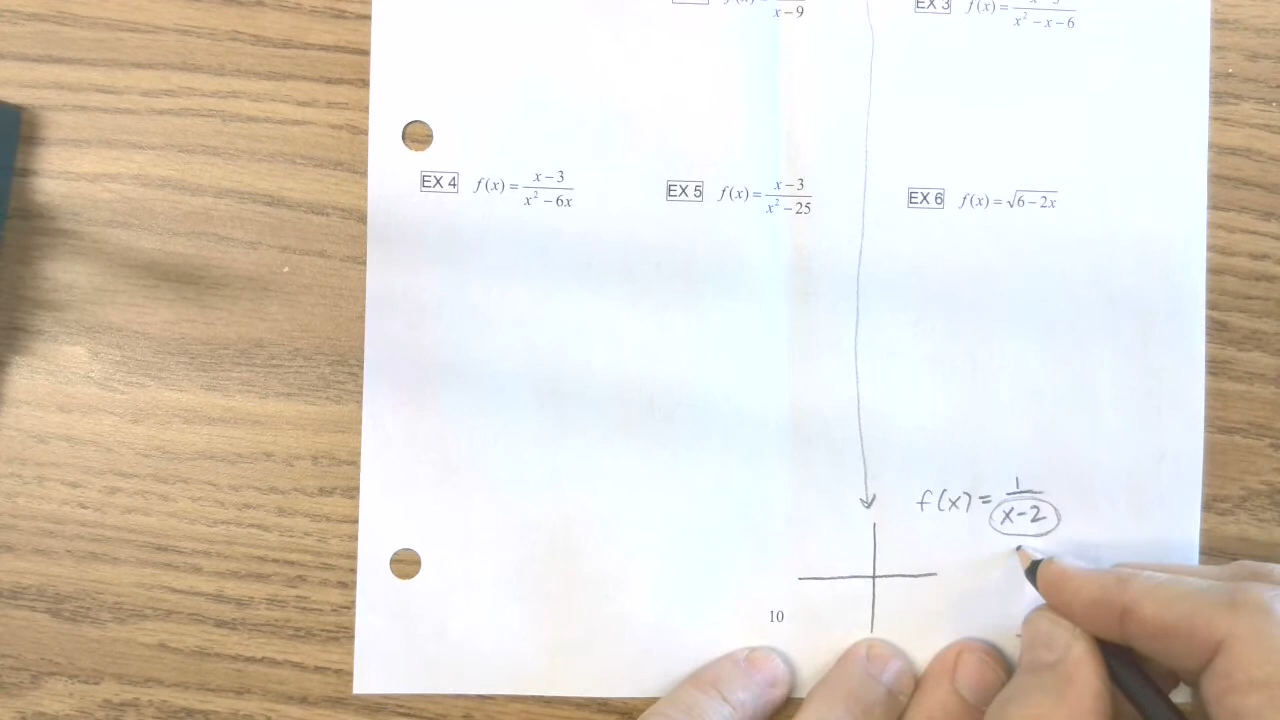 x−9
EX 3 f(x)= x²−x−6
EX 4 f(x)= x−3 / x²−6x
EX 5 f(x)= x−3 / x²−25
EX 6 f(x)=√6−2x
f(x)= 1 / x−2
10